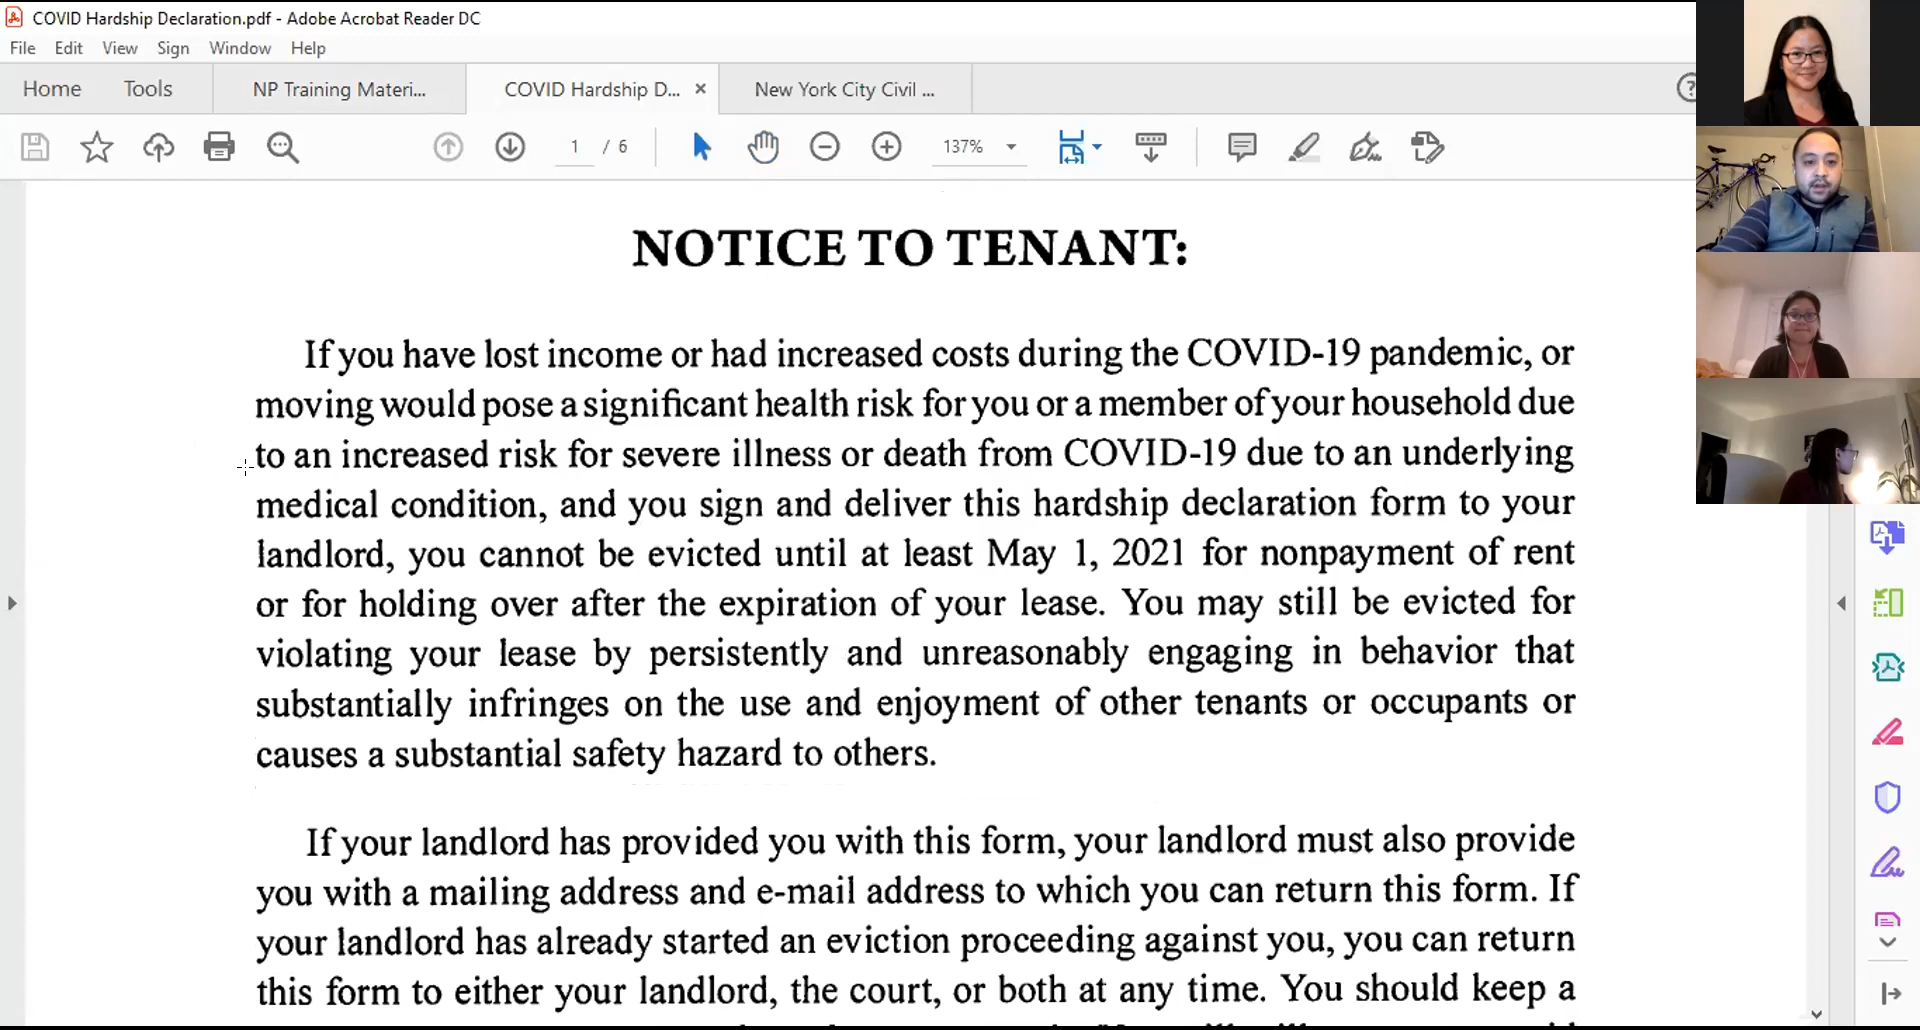 COVID Hardship Declaration.pdf - Adobe Acrobat Reader DC
File Edit View Sign Window Help
Home Tools NP Training Materi... COVID Hardship D... × New York City Civil ...
1 / 6 137%
NOTICE TO TENANT:
If you have lost income or had increased costs during the COVID-19 pandemic, or
moving would pose a significant health risk for you or a member of your household due
to an increased risk for severe illness or death from COVID-19 due to an underlying
medical condition, and you sign and deliver this hardship declaration form to your
landlord, you cannot be evicted until at least May 1, 2021 for nonpayment of rent
or for holding over after the expiration of your lease. You may still be evicted for
violating your lease by persistently and unreasonably engaging in behavior that
substantially infringes on the use and enjoyment of other tenants or occupants or
causes a substantial safety hazard to others.
If your landlord has provided you with this form, your landlord must also provide
you with a mailing address and e-mail address to which you can return this form. If
your landlord has already started an eviction proceeding against you, you can return
this form to either your landlord, the court, or both at any time. You should keep a